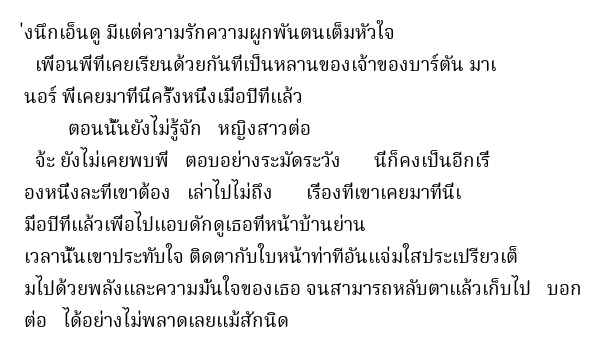 ่งนึกเอ็นดู มีแต่ความรักความผูกพันตนเต็มหัวใจ
เพื่อนพี่ที่เคยเรียนด้วยกันที่เป็นหลานของเจ้าของบาร์ตัน มาเ
นอร์ พี่เคยมาที่นี่ครั้งหนึ่งเมื่อปีที่แล้ว
ตอนนั้นยังไม่รู้จัก หญิงสาวต่อ
จ้ะ ยังไม่เคยพบพี่ ตอบอย่างระมัดระวัง นี่ก็คงเป็นอีกเรื่
องหนึ่งละที่เขาต้อง เล่าไปไม่ถึง เรื่องที่เขาเคยมาที่นี่เ
มื่อปีที่แล้วเพื่อไปแอบดักดูเธอที่หน้าบ้านย่าน
เวลานั้นเขาประทับใจ ติดตากับใบหน้าท่าทีอันแจ่มใสประเปรียวเต็
มไปด้วยพลังและความมั่นใจของเธอ จนสามารถหลับตาแล้วเก็บไป บอก
ต่อ ได้อย่างไม่พลาดเลยแม้สักนิด